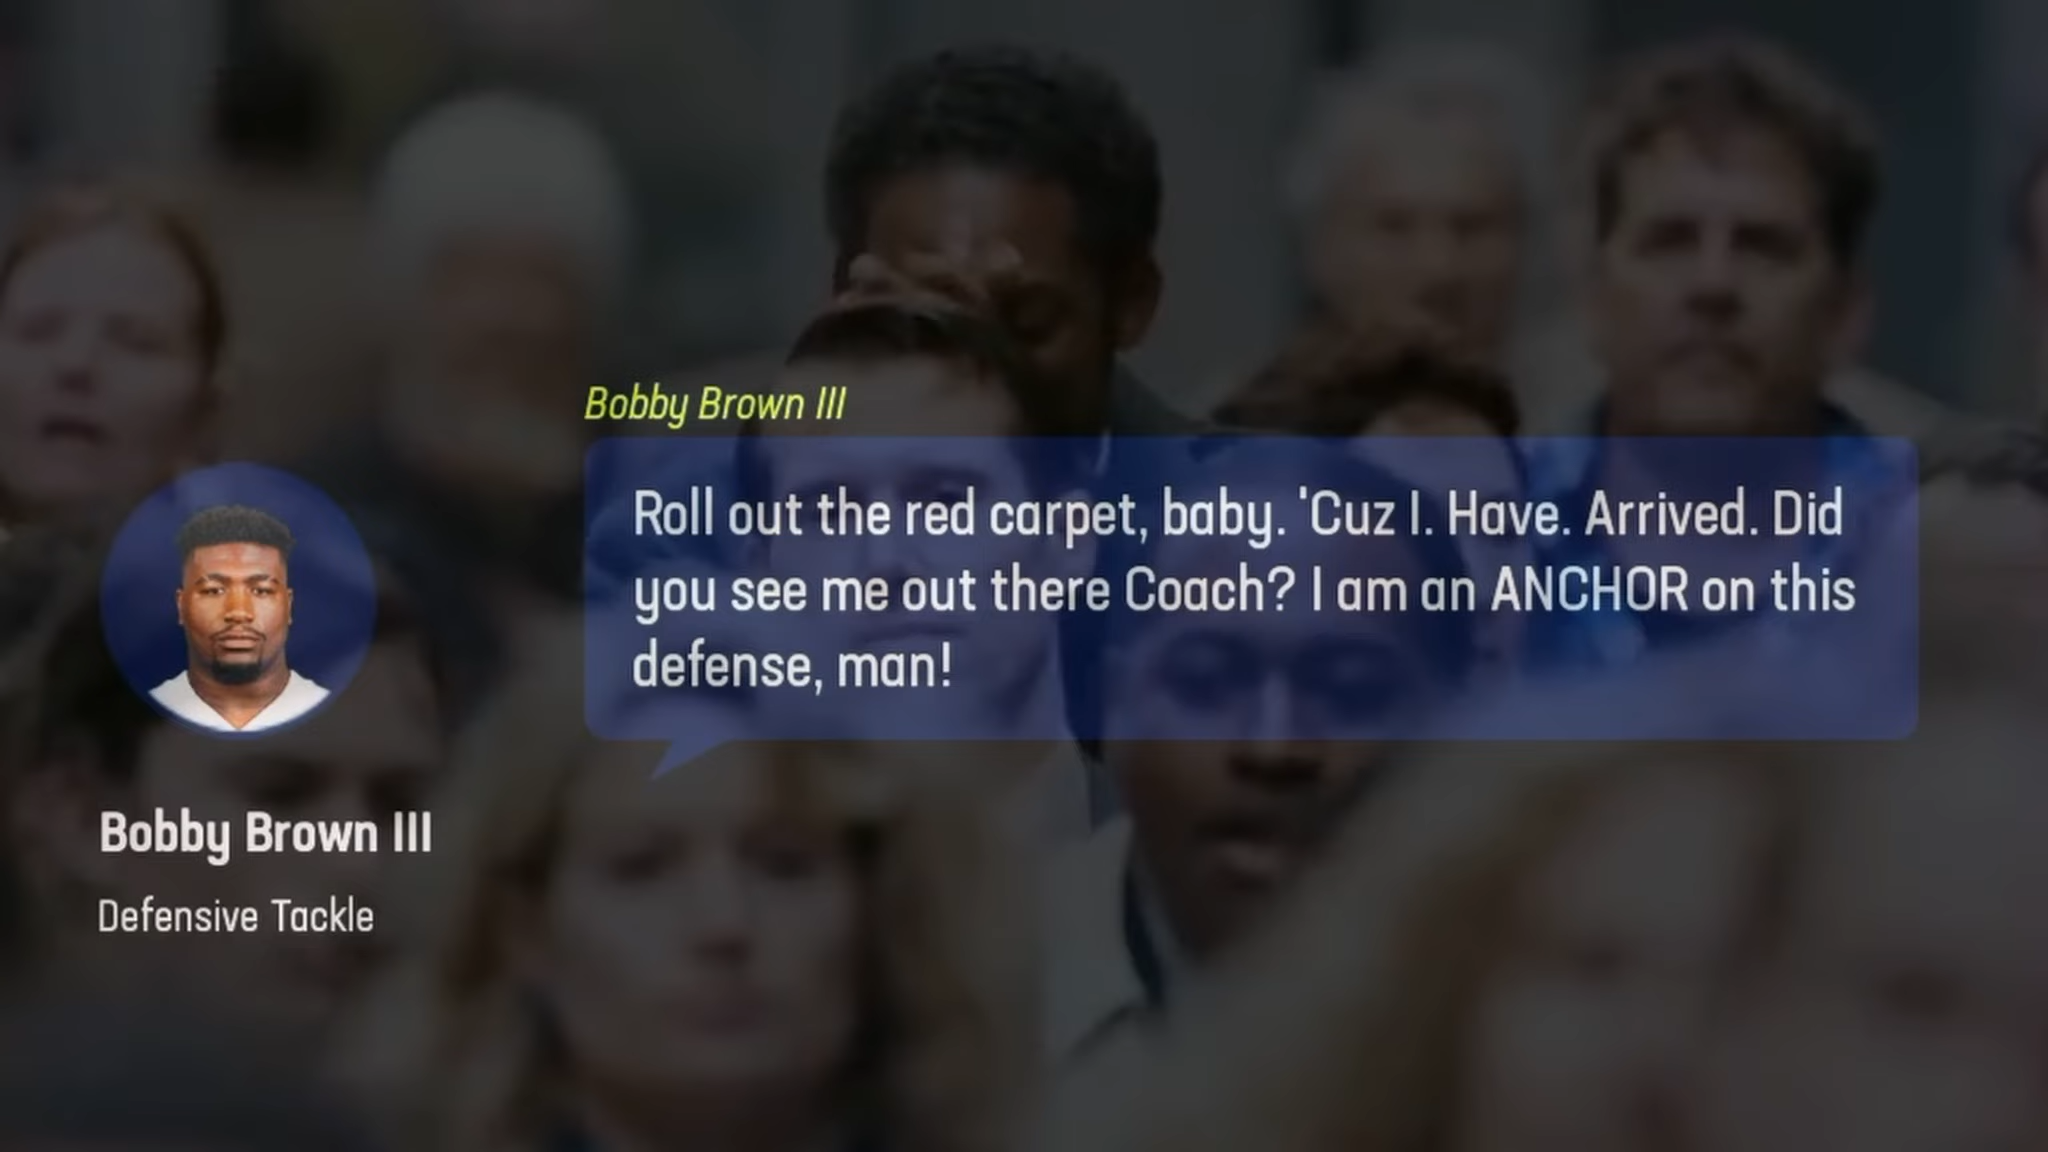 Bobby Brown III
Roll out the red carpet, baby. 'Cuz I. Have. Arrived. Did
you see me out there Coach? I am an ANCHOR on this
defense, man!
Bobby Brown III
Defensive Tackle